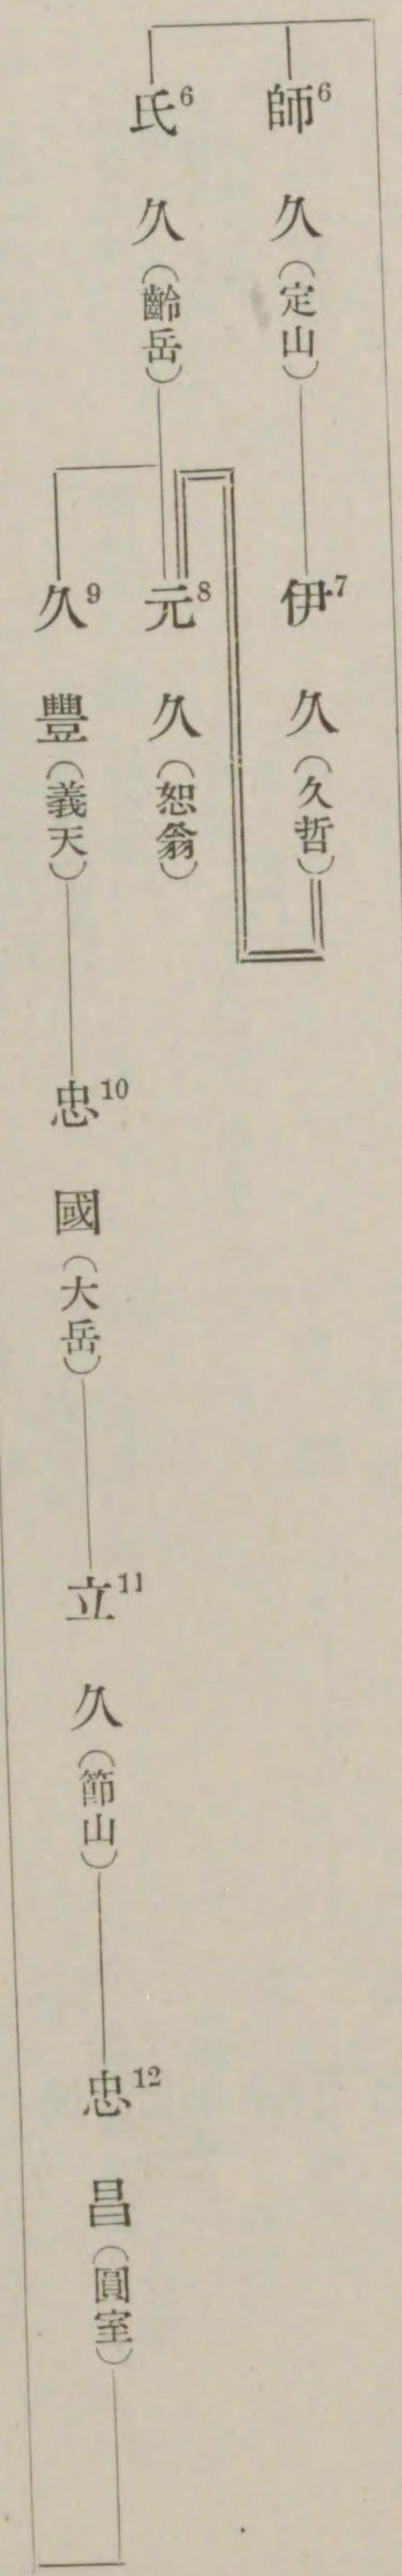 師6久(定山)
伊7久(久哲)
氏6久(齡岳)
元8久(恕翁)
久9豐(義天)
忠10國(大岳)
立11久(節山)
忠12昌(圓室)